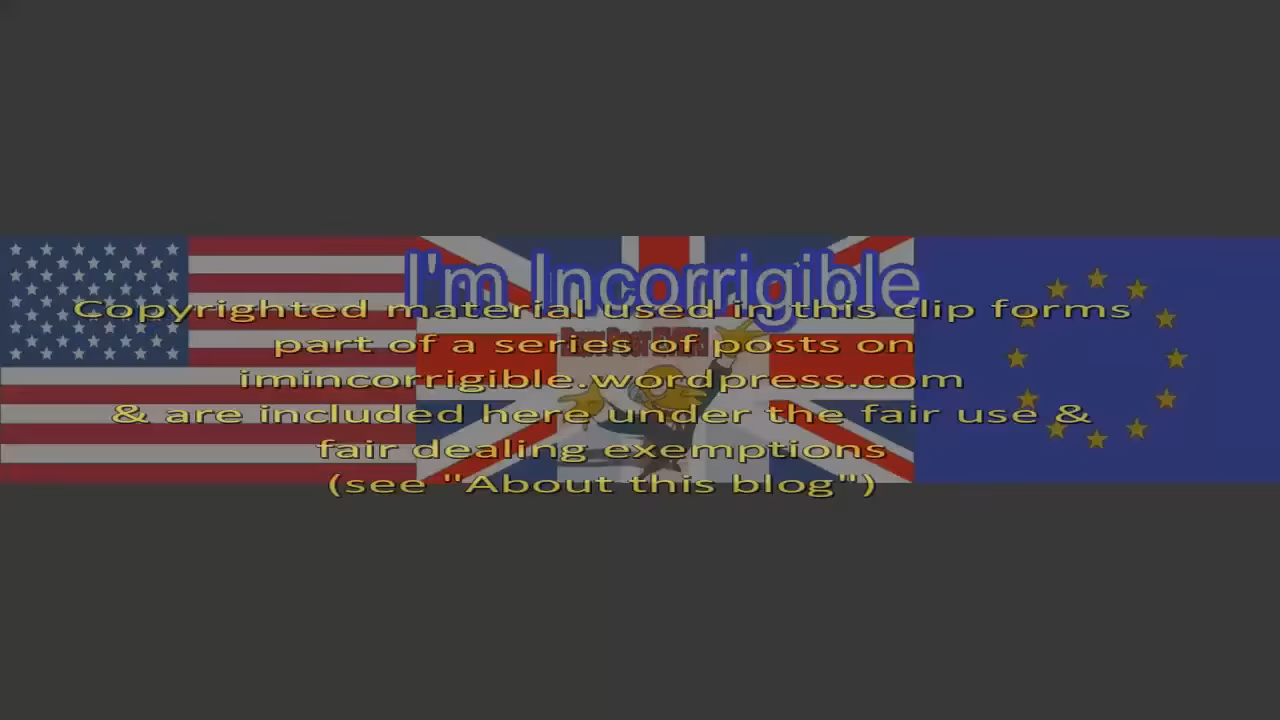 I'm Incorrigible
Copyrighted material used in this clip forms
part of a series of posts on
imincorrigible.wordpress.com
& are included here under the fair use &
fair dealing exemptions
(see "About this blog")